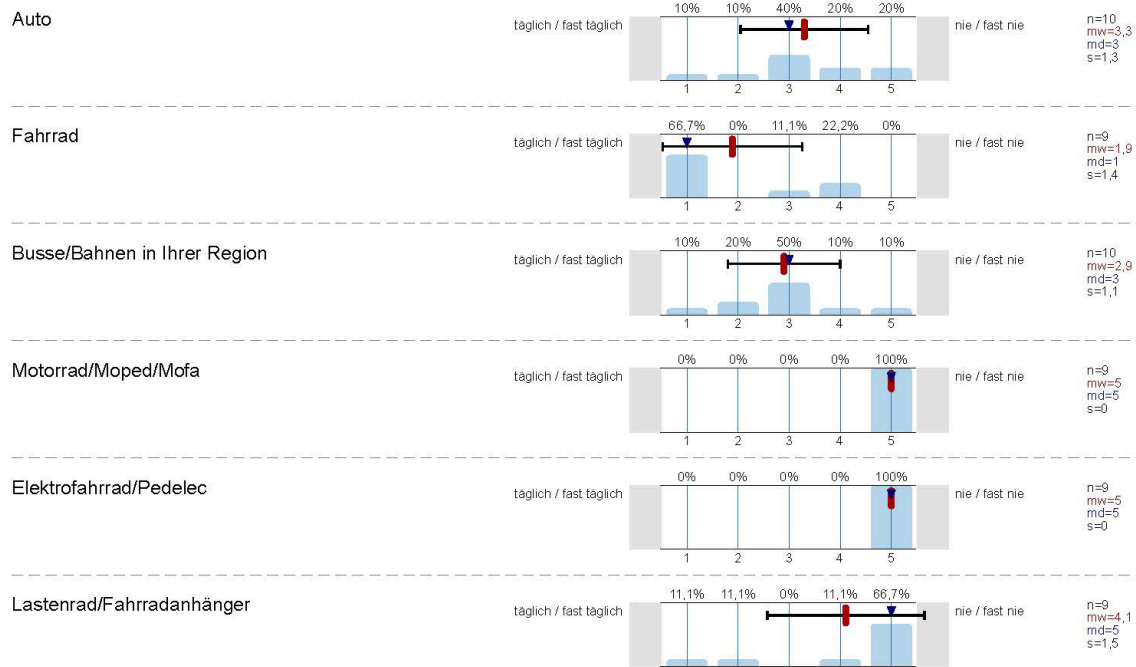 Auto
10% 10% 40% 20% 20%
täglich / fast täglich nie / fast nie
n=10
mw=3,3
md=3
s=1,3
1 2 3 4 5
Fahrrad
66,7% 0% 11,1% 22,2% 0%
täglich / fast täglich nie / fast nie
n=9
mw=1,9
md=1
s=1,4
1 2 3 4 5
Busse/Bahnen in Ihrer Region
10% 20% 50% 10% 10%
täglich / fast täglich nie / fast nie
n=10
mw=2,9
md=3
s=1,1
1 2 3 4 5
Motorrad/Moped/Mofa
0% 0% 0% 0% 100%
täglich / fast täglich nie / fast nie
n=9
mw=5
md=5
s=0
1 2 3 4 5
Elektrofahrrad/Pedelec
0% 0% 0% 0% 100%
täglich / fast täglich nie / fast nie
n=9
mw=5
md=5
s=0
1 2 3 4 5
Lastenrad/Fahrradanhänger
11,1% 11,1% 0% 11,1% 66,7%
täglich / fast täglich nie / fast nie
n=9
mw=4,1
md=5
s=1,5